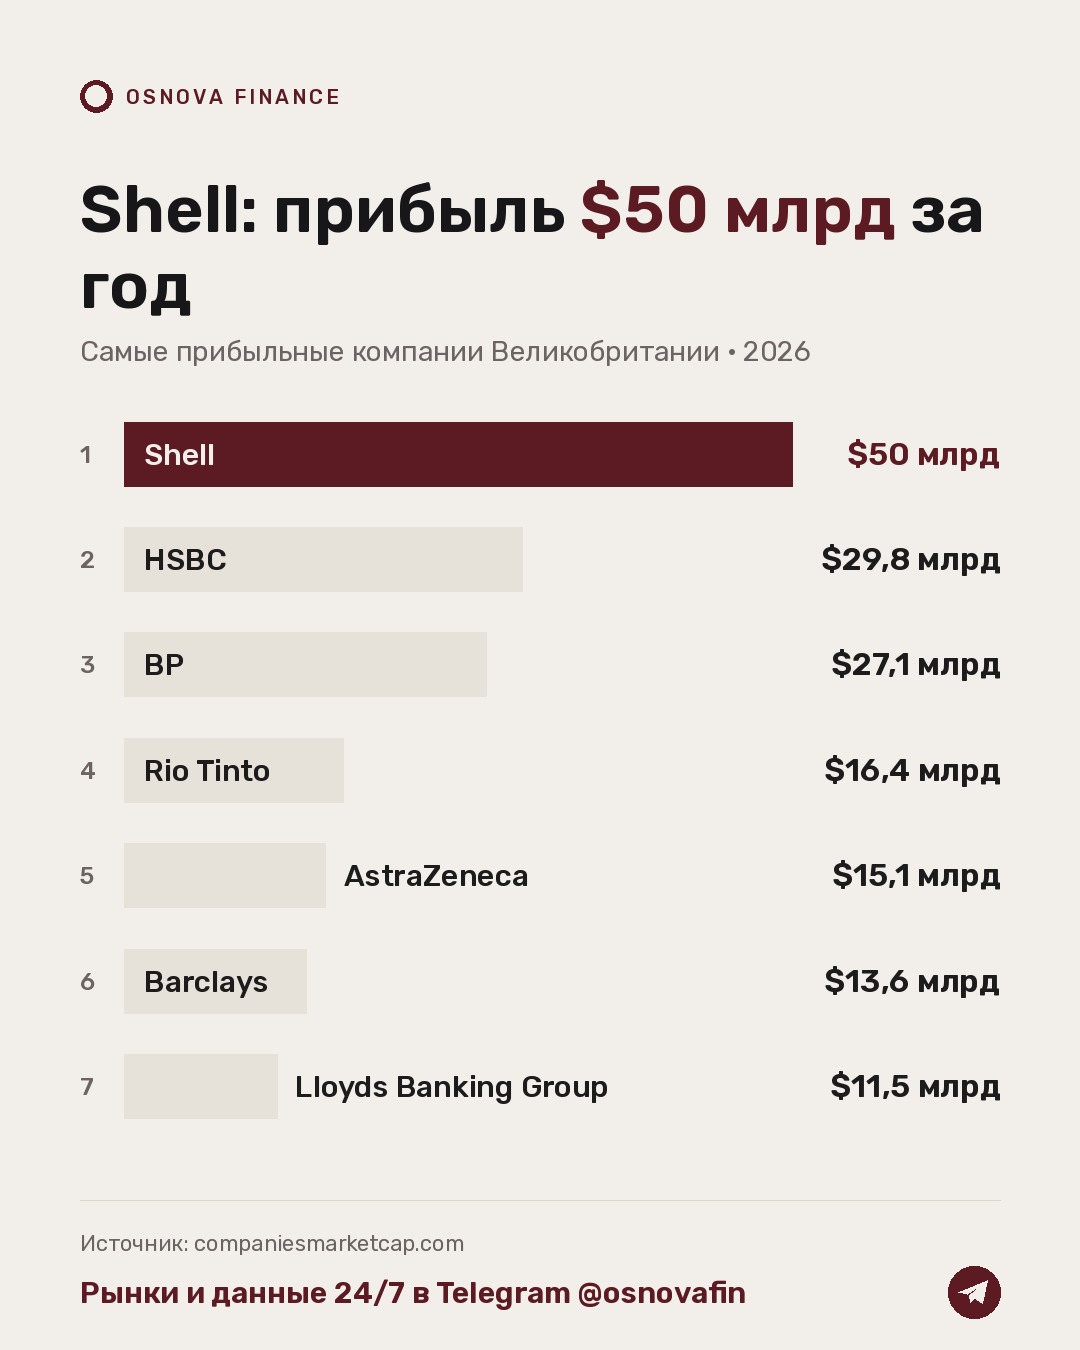 OSNOVA FINANCE
Shell: прибыль $50 млрд за
год
Самые прибыльные компании Великобритании • 2026
1 Shell $50 млрд
2 HSBC $29,8 млрд
3 BP $27,1 млрд
4 Rio Tinto $16,4 млрд
5 AstraZeneca $15,1 млрд
6 Barclays $13,6 млрд
7 Lloyds Banking Group $11,5 млрд
Источник: companiesmarketcap.com
Рынки и данные 24/7 в Telegram @osnovafin